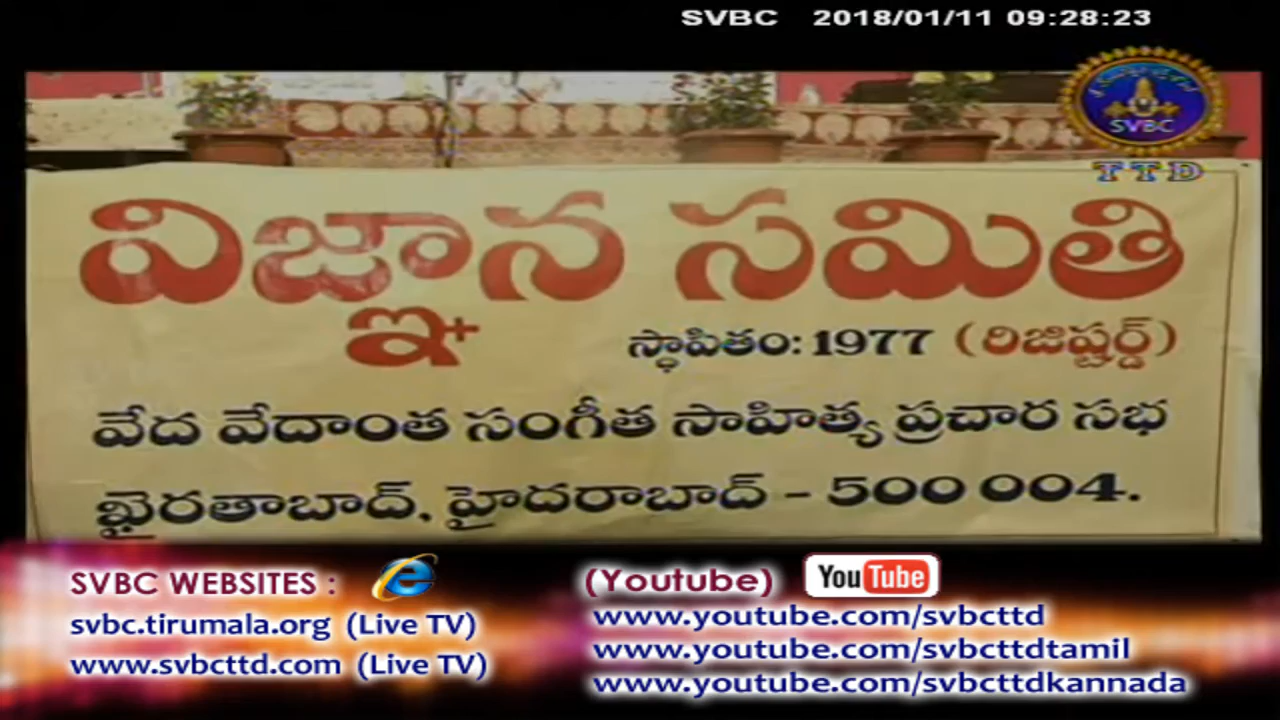 SVBC 2018/01/11 09:28:23
SVBC
TTD
విజ్ఞాన సమితి
స్థాపితం: 1977 (రిజిష్టర్డ్)
వేద వేదాంత సంగీత సాహిత్య ప్రచార సభ
ఖైరతాబాద్, హైదరాబాద్ - 500 004.
SVBC WEBSITES :
svbc.tirumala.org (Live TV)
www.svbcttd.com (Live TV)
(Youtube) YouTube
www.youtube.com/svbcttd
www.youtube.com/svbcttdtamil
www.youtube.com/svbcttdkannada